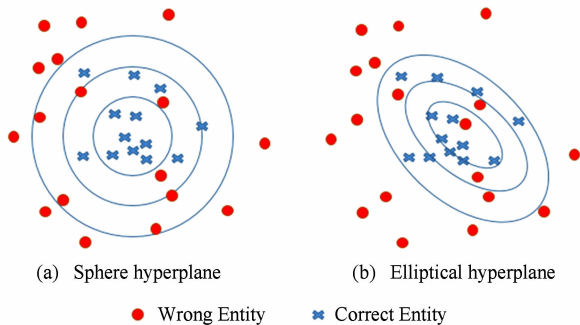 (a) Sphere hyperplane
(b) Elliptical hyperplane
Wrong Entity
Correct Entity